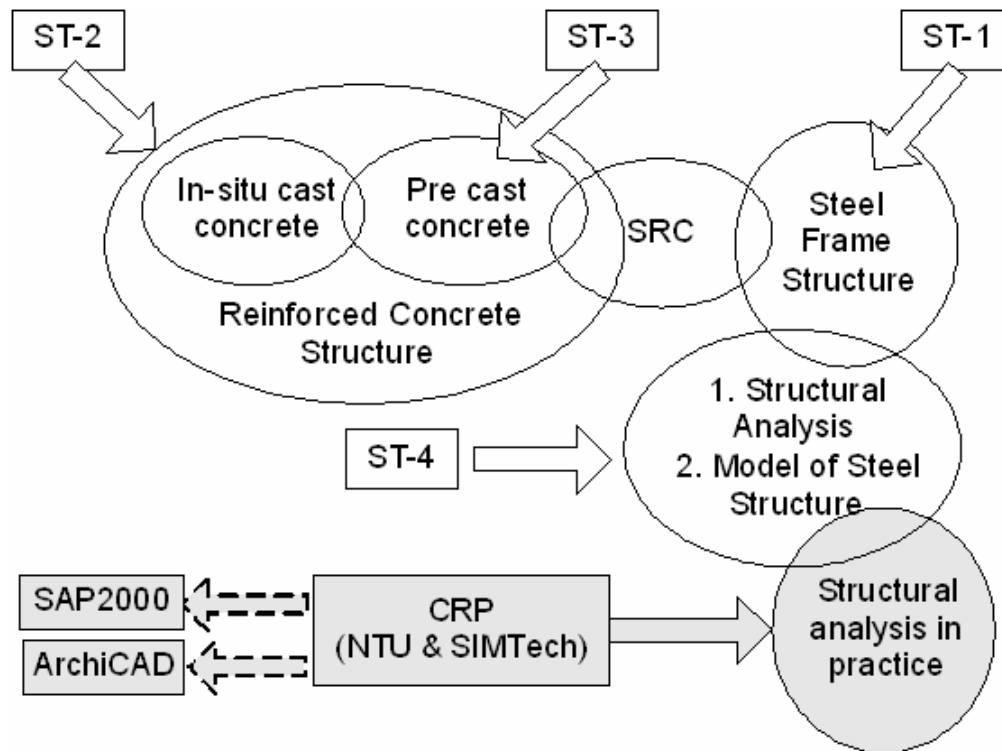 ST-2
ST-3
ST-1
In-situ cast
concrete
Pre cast
concrete
SRC
Steel
Frame
Structure
Reinforced Concrete
Structure
1. Structural
Analysis
2. Model of Steel
Structure
ST-4
SAP2000
ArchiCAD
CRP
(NTU & SIMTech)
Structural
analysis in
practice